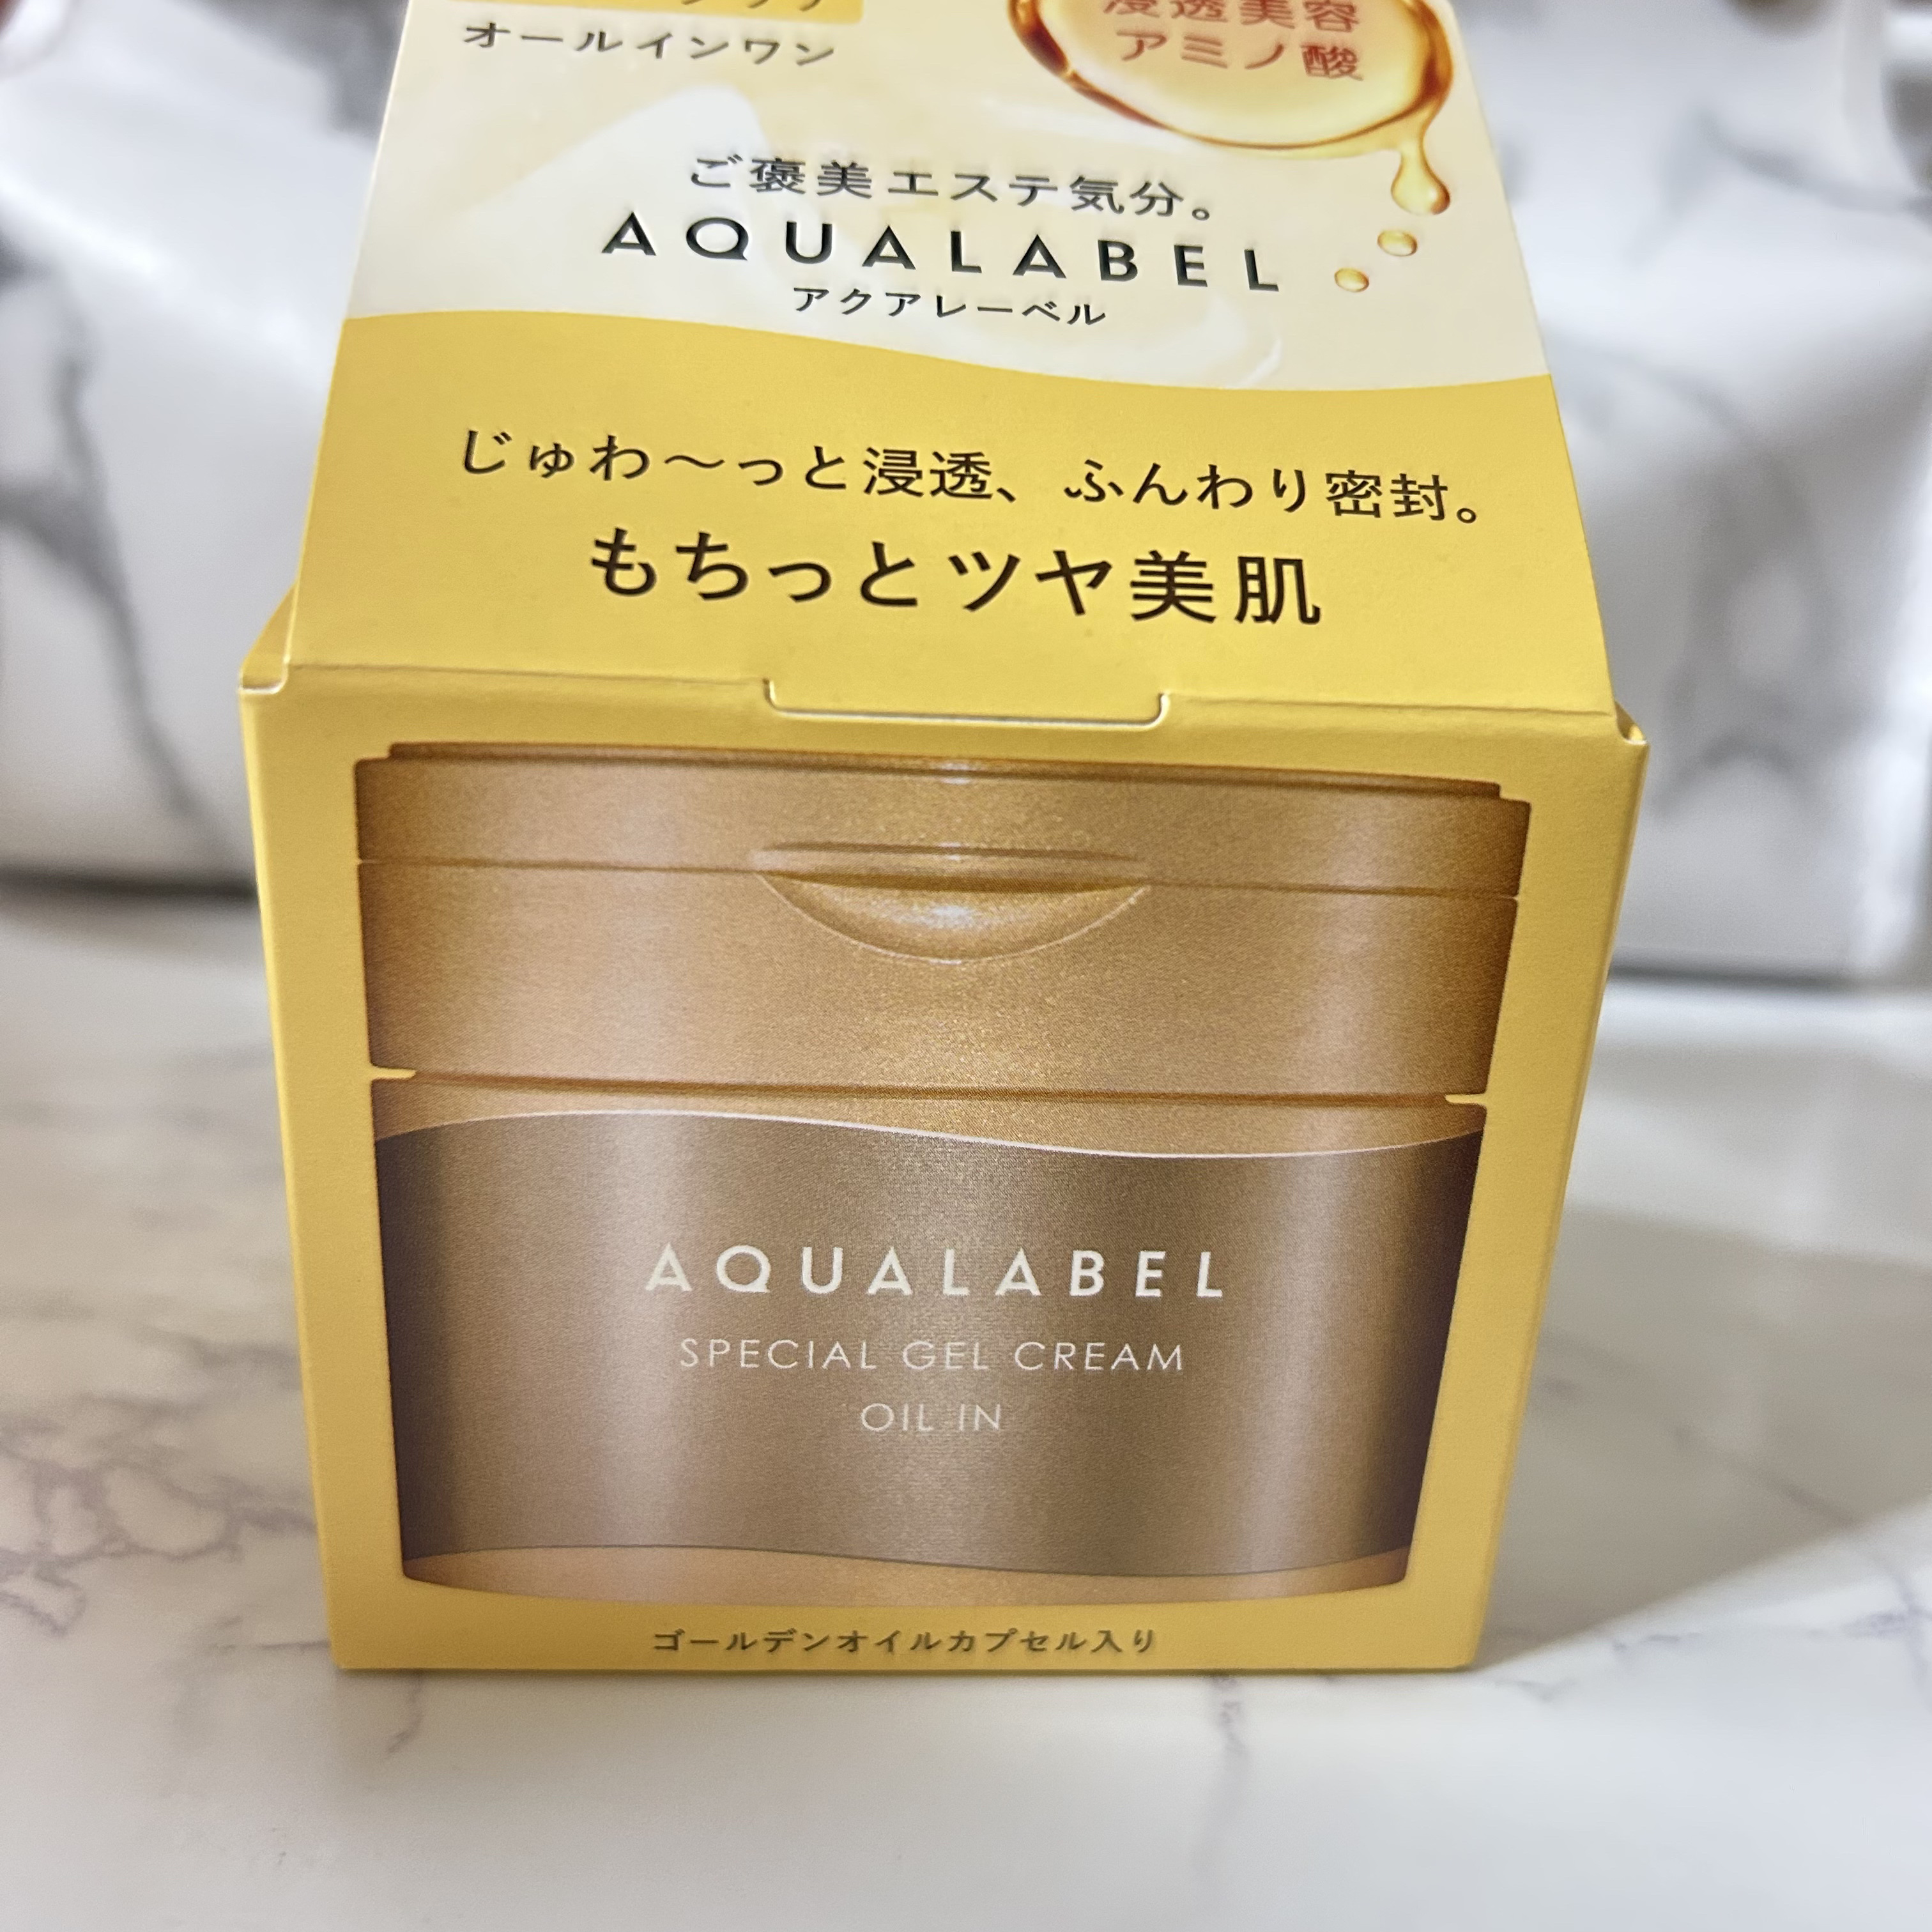 オールインワン
浸透美容
アミノ酸
ご褒美エステ気分。
AQUALABEL
アクアレーベル
じゅわ〜っと浸透、ふんわり密封。
もちっとツヤ美肌
AQUALABEL
SPECIAL GEL CREAM
OIL IN
ゴールデンオイルカプセル入り